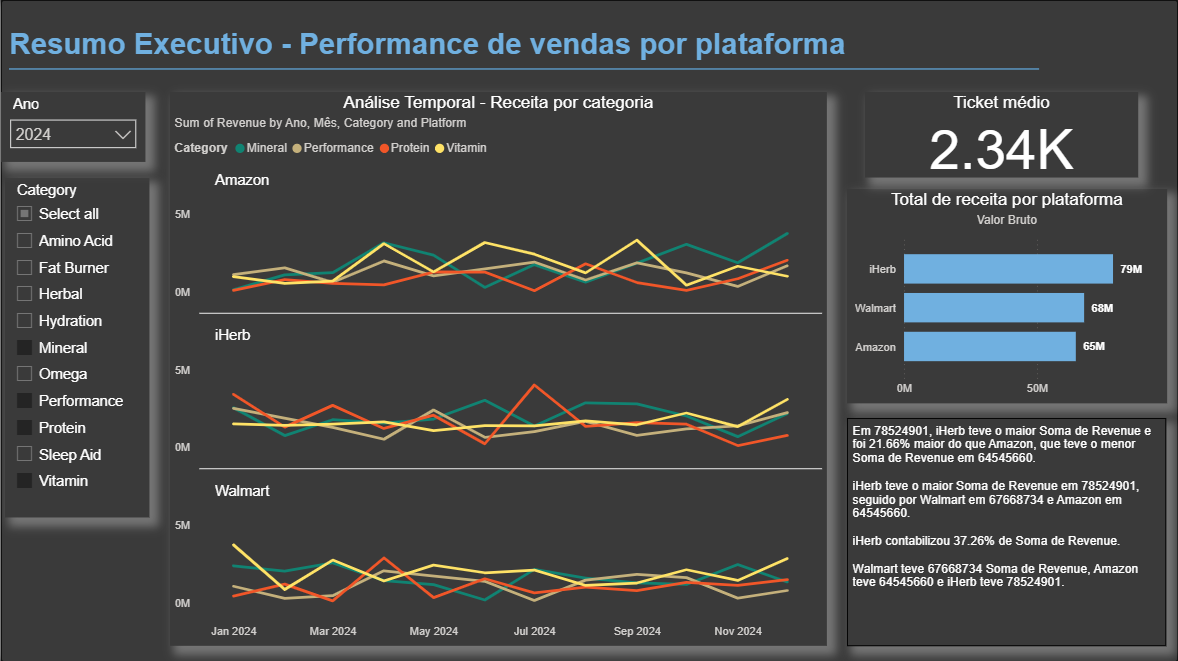 Resumo Executivo - Performance de vendas por plataforma
Ano
2024
Category
Select all
Amino Acid
Fat Burner
Herbal
Hydration
Mineral
Omega
Performance
Protein
Sleep Aid
Vitamin
Análise Temporal - Receita por categoria
Sum of Revenue by Ano, Mês, Category and Platform
Category Mineral Performance Protein Vitamin
Amazon
5M
0M
iHerb
5M
0M
Walmart
5M
0M
Jan 2024 Mar 2024 May 2024 Jul 2024 Sep 2024 Nov 2024
Ticket médio
2.34K
Total de receita por plataforma
Valor Bruto
iHerb 79M
Walmart 68M
Amazon 65M
0M 50M
Em 78524901, iHerb teve o maior Soma de Revenue e
foi 21.66% maior do que Amazon, que teve o menor
Soma de Revenue em 64545660.
iHerb teve o maior Soma de Revenue em 78524901,
seguido por Walmart em 67668734 e Amazon em
64545660.
iHerb contabilizou 37.26% de Soma de Revenue.
Walmart teve 67668734 Soma de Revenue, Amazon
teve 64545660 e iHerb teve 78524901.